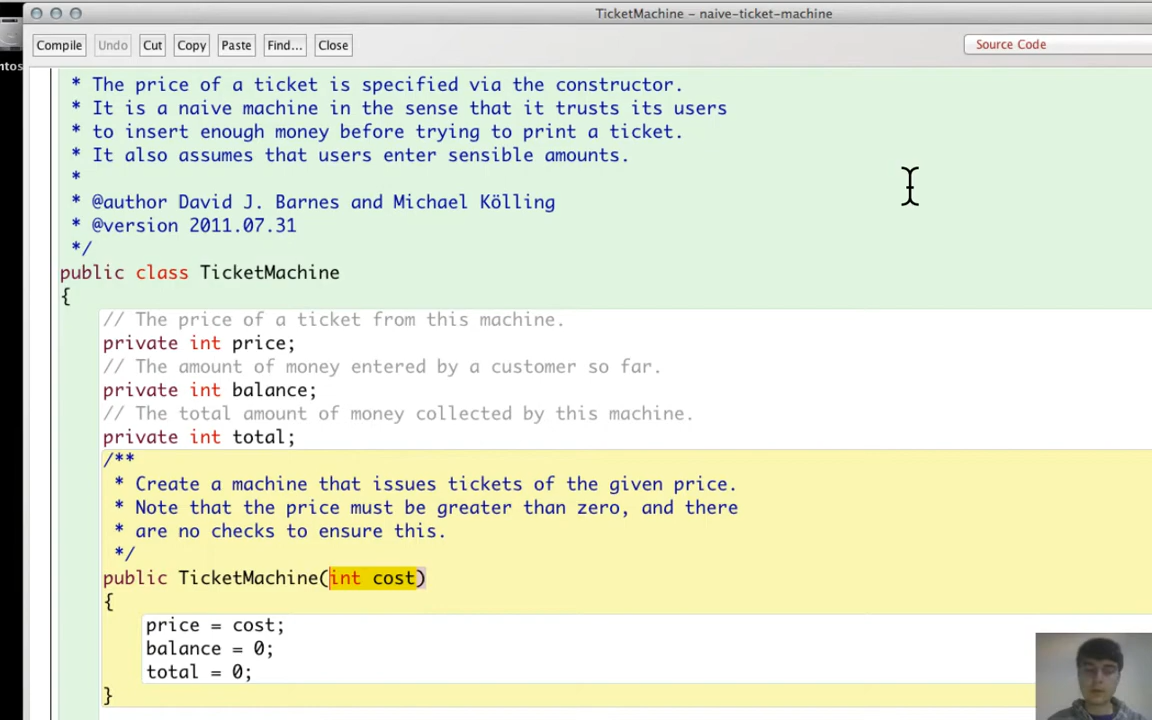 TicketMachine – naive-ticket-machine
Compile Undo Cut Copy Paste Find... Close Source Code
ntos
* The price of a ticket is specified via the constructor.
* It is a naive machine in the sense that it trusts its users
* to insert enough money before trying to print a ticket.
* It also assumes that users enter sensible amounts.
*
* @author David J. Barnes and Michael Kölling
* @version 2011.07.31
*/
public class TicketMachine
{
// The price of a ticket from this machine.
private int price;
// The amount of money entered by a customer so far.
private int balance;
// The total amount of money collected by this machine.
private int total;
/**
* Create a machine that issues tickets of the given price.
* Note that the price must be greater than zero, and there
* are no checks to ensure this.
*/
public TicketMachine(int cost)
{
price = cost;
balance = 0;
total = 0;
}